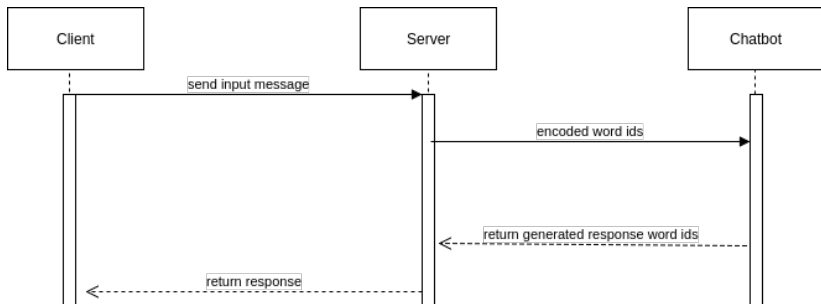 Client
Server
Chatbot
send input message
encoded word ids
return generated response word ids
return response